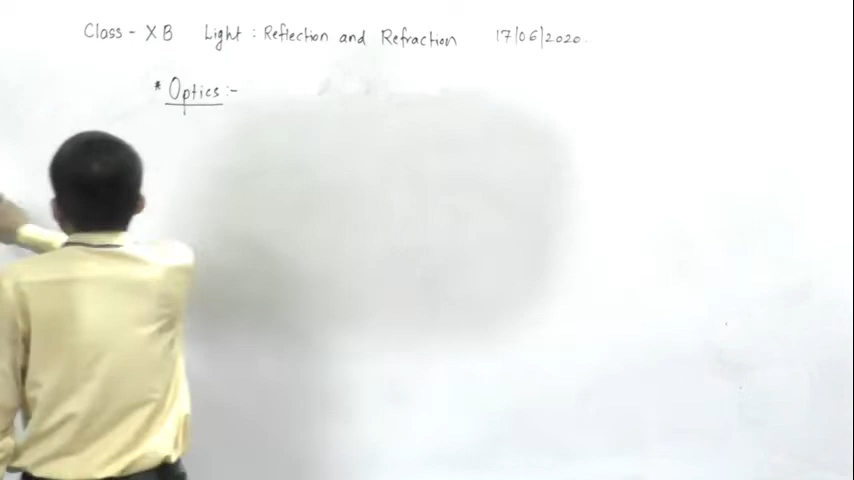 Class - X B Light : Reflection and Refraction 17/06/2020.
* Optics :-